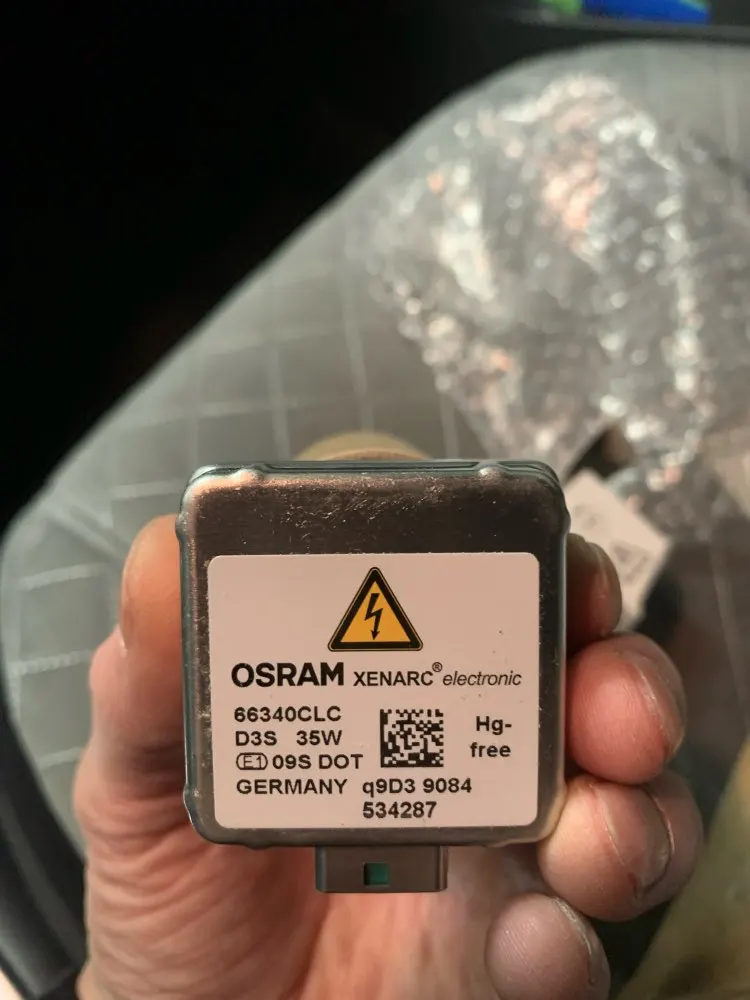 OSRAM XENARC® electronic
66340CLC
D3S 35W
E1 09S DOT
Hg-
free
GERMANY q9D3 9084
534287